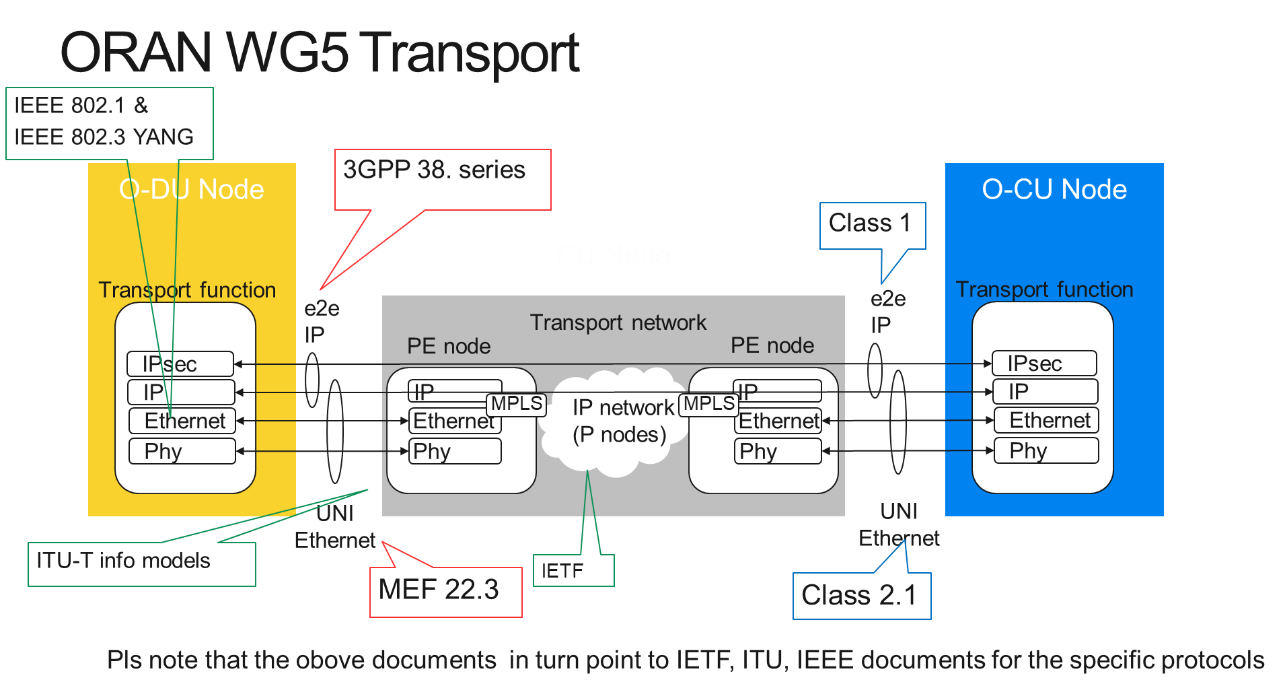 ORAN WG5 Transport
IEEE 802.1 &
IEEE 802.3 YANG
3GPP 38. series
O-DU Node
O-CU Node
Class 1
Transport function
e2e
IP
Transport network
PE node
PE node
e2e
IP
Transport function
IPsec
IP
Ethernet
Phy
IP
Ethernet
Phy
MPLS
IP network
(P nodes)
MPLS
IP
Ethernet
Phy
IPsec
IP
Ethernet
Phy
UNI
Ethernet
UNI
Ethernet
ITU-T info models
MEF 22.3
IETF
Class 2.1
Pls note that the obove documents in turn point to IETF, ITU, IEEE documents for the specific protocols